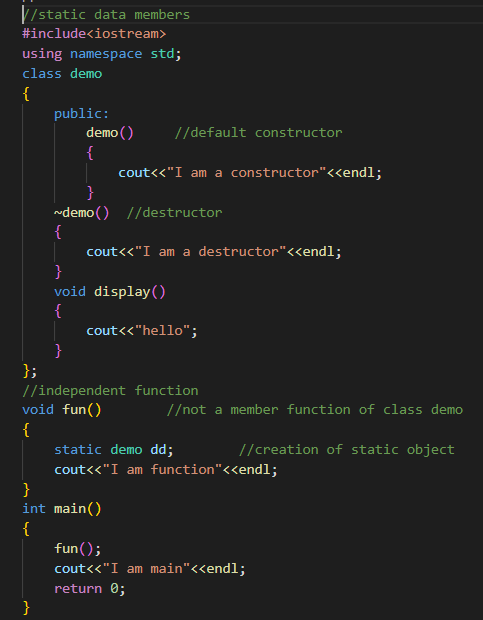 //static data members
#include<iostream>
using namespace std;
class demo
{
    public:
        demo()     //default constructor
        {
            cout<<"I am a constructor"<<endl;
        }
    ~demo()  //destructor
    {
        cout<<"I am a destructor"<<endl;
    }
    void display()
    {
        cout<<"hello";
    }
};
//independent function
void fun()        //not a member function of class demo
{
    static demo dd;        //creation of static object
    cout<<"I am function"<<endl;
}
int main()
{
    fun();
    cout<<"I am main"<<endl;
    return 0;
}